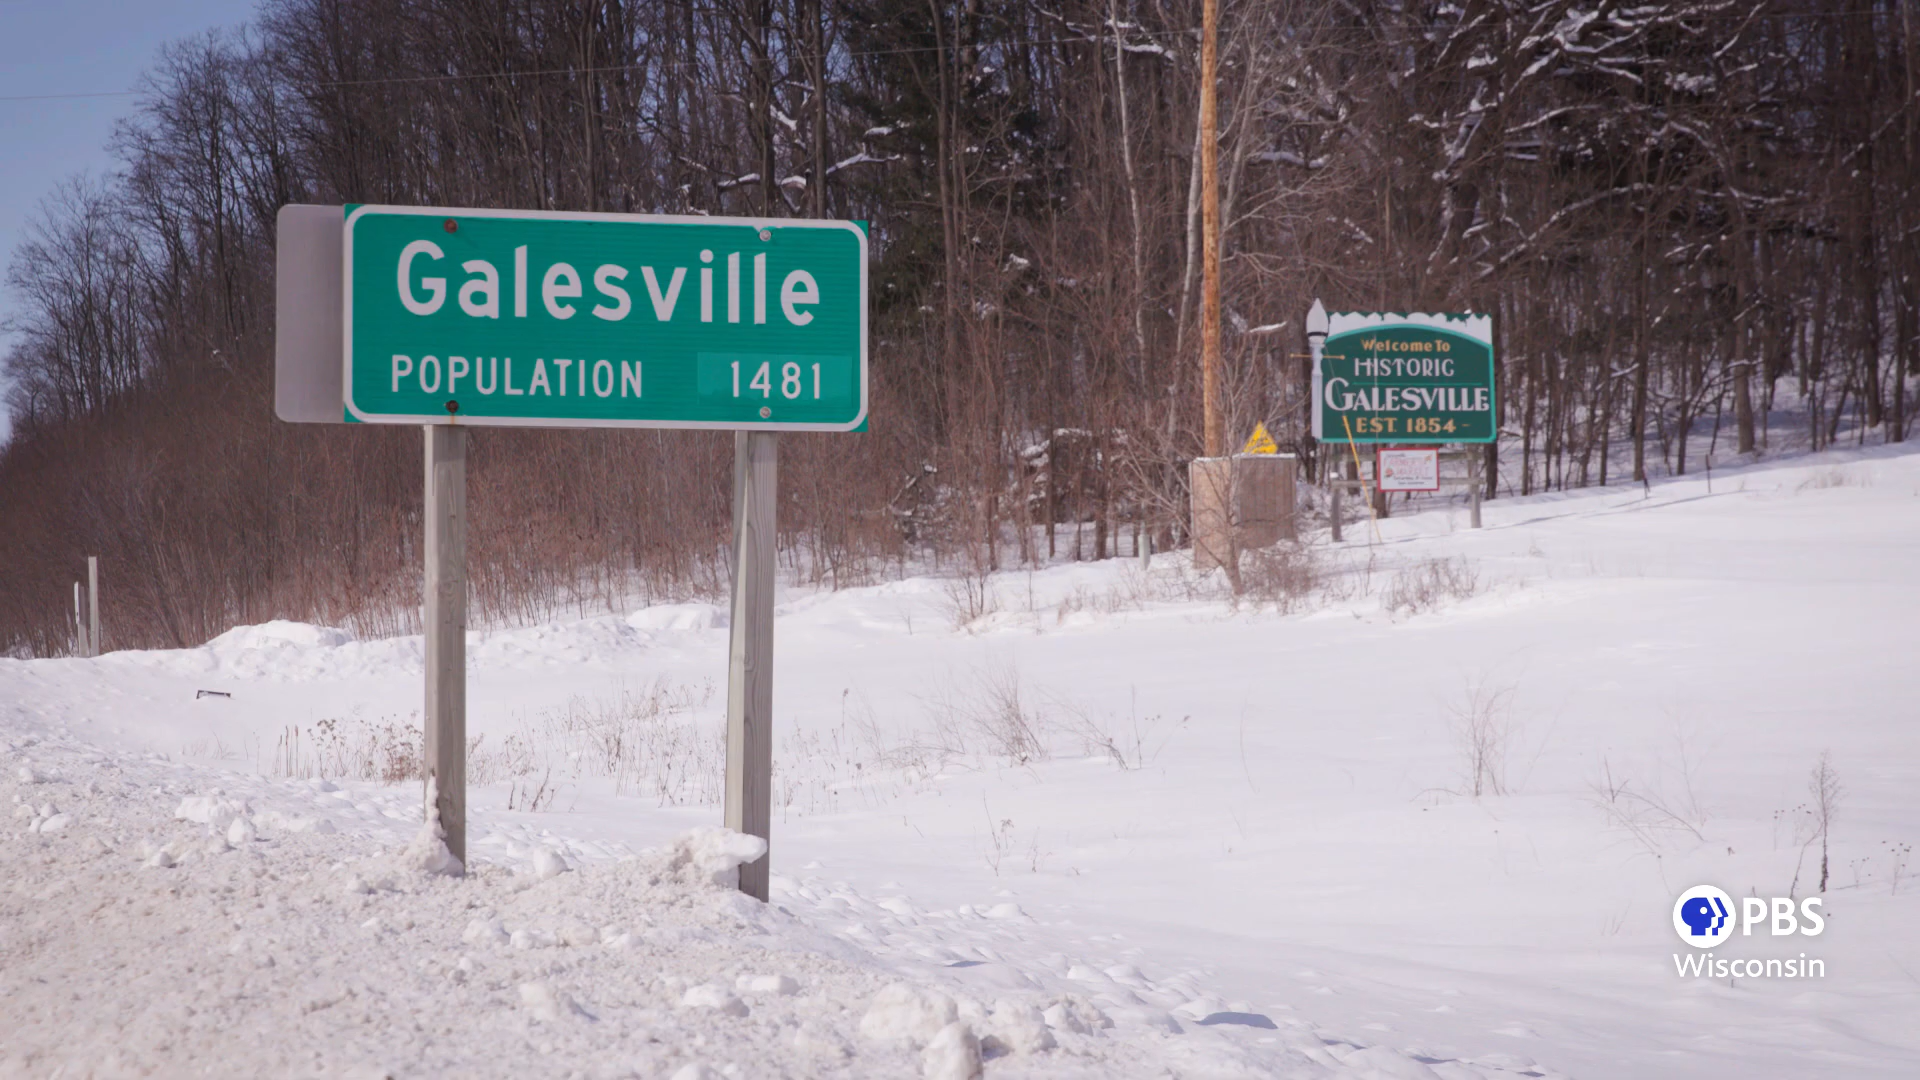 Galesville
POPULATION 1481
Welcome To
HISTORIC
GALESVILLE
EST 1854 -
PBS
Wisconsin